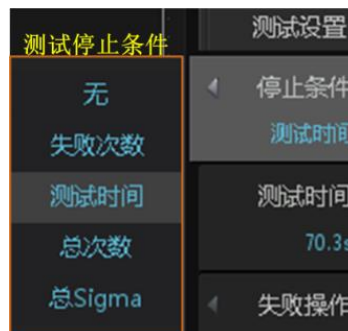 测试停止条件
无
失败次数
测试时间
总次数
总Sigma
测试设置
停止条件
测试时间
测试时间
70.3s
失败操作